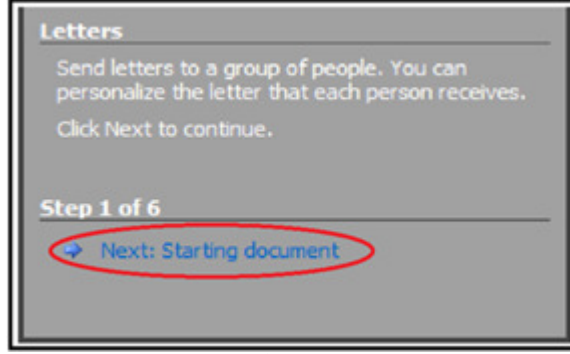 Letters
Send letters to a group of people. You can
personalize the letter that each person receives.
Click Next to continue.
Step 1 of 6
Next: Starting document